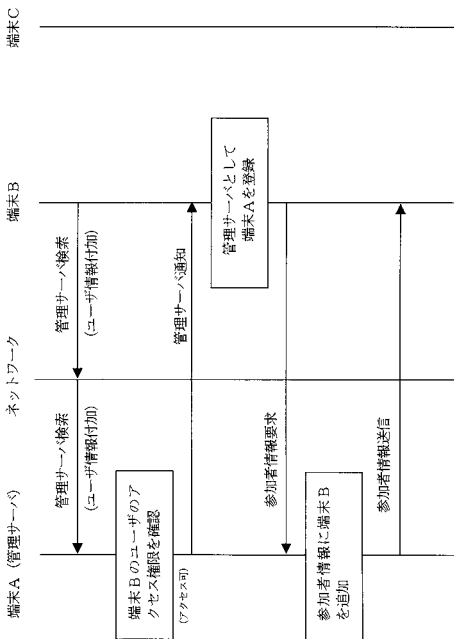 端末A (管理サーバ)
ネットワーク
端末B
端末C
管理サーバ検索
(ユーザ情報付加)
管理サーバ検索
(ユーザ情報付加)
端末Bのユーザのア
クセス権限を確認
(アクセス可)
管理サーバ通知
管理サーバとして
端末Aを登録
参加者情報要求
参加者情報に端末B
を追加
参加者情報送信